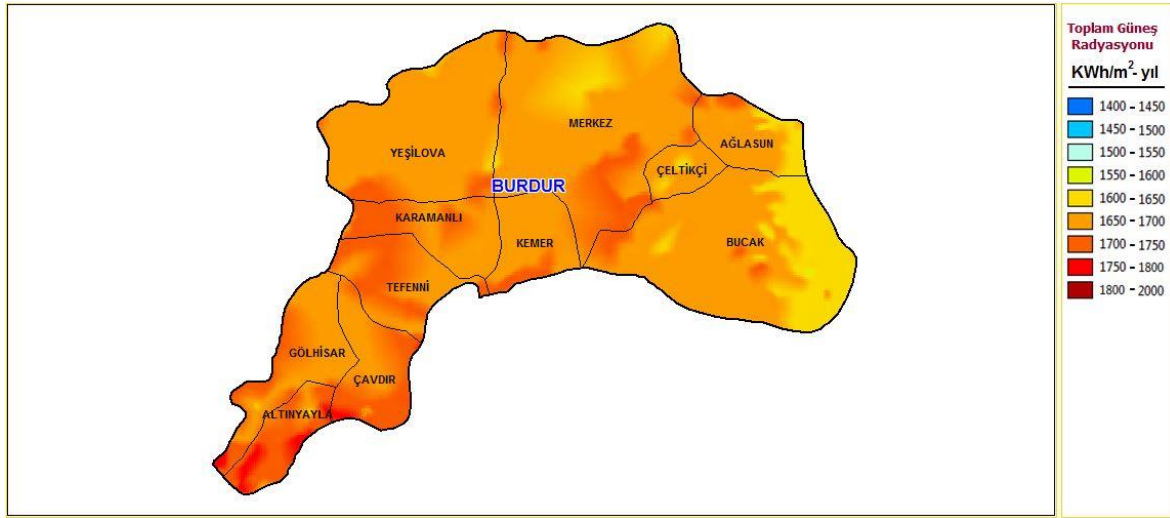 MERKEZ
AĞLASUN
YEŞİLOVA
ÇELTİKÇİ
BURDUR
KARAMANLI
KEMER
BUCAK
TEFENNİ
GÖLHİSAR
ÇAVDIR
ALTINYAYLA
Toplam Güneş
Radyasyonu
KWh/m²- yıl
1400 - 1450
1450 - 1500
1500 - 1550
1550 - 1600
1600 - 1650
1650 - 1700
1700 - 1750
1750 - 1800
1800 - 2000